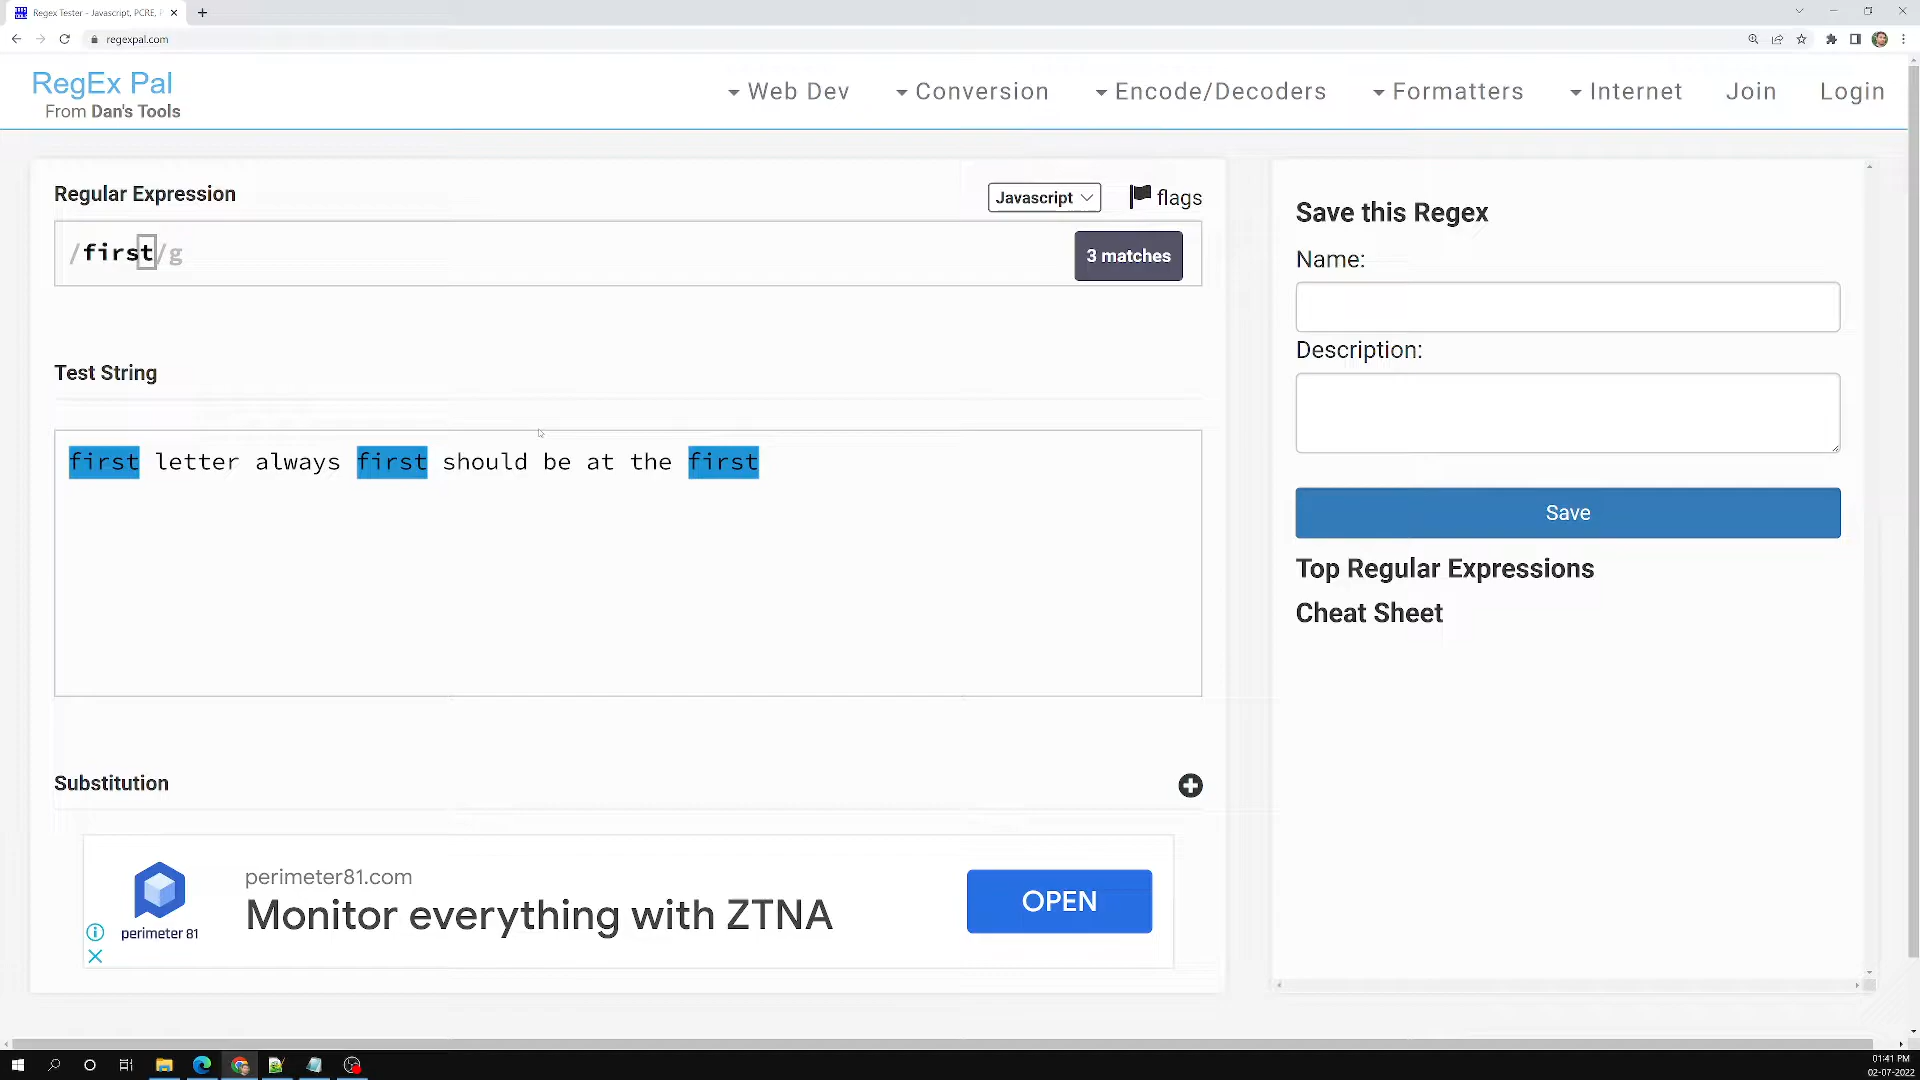 Regex Tester - Javascript, PCRE,
regexpal.com
RegEx Pal
From Dan's Tools
Web Dev
Conversion
Encode/Decoders
Formatters
Internet
Join
Login
Regular Expression
Javascript
flags
/first/g
3 matches
Test String
first letter always first should be at the first
Substitution
perimeter81.com
Monitor everything with ZTNA
perimeter 81
OPEN
Save this Regex
Name:
Description:
Save
Top Regular Expressions
Cheat Sheet
01:41 PM
02-07-2022